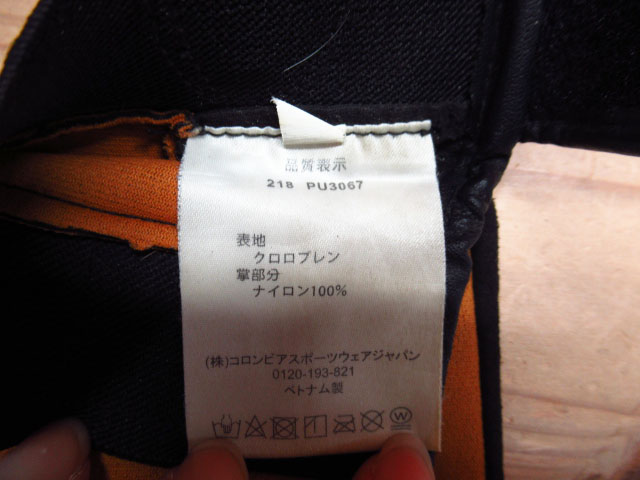 品質表示
218 PU3067
表地
クロロプレン
掌部分
ナイロン100%
(株)コロンビアスポーツウェアジャパン
0120-193-821
ベトナム製
W